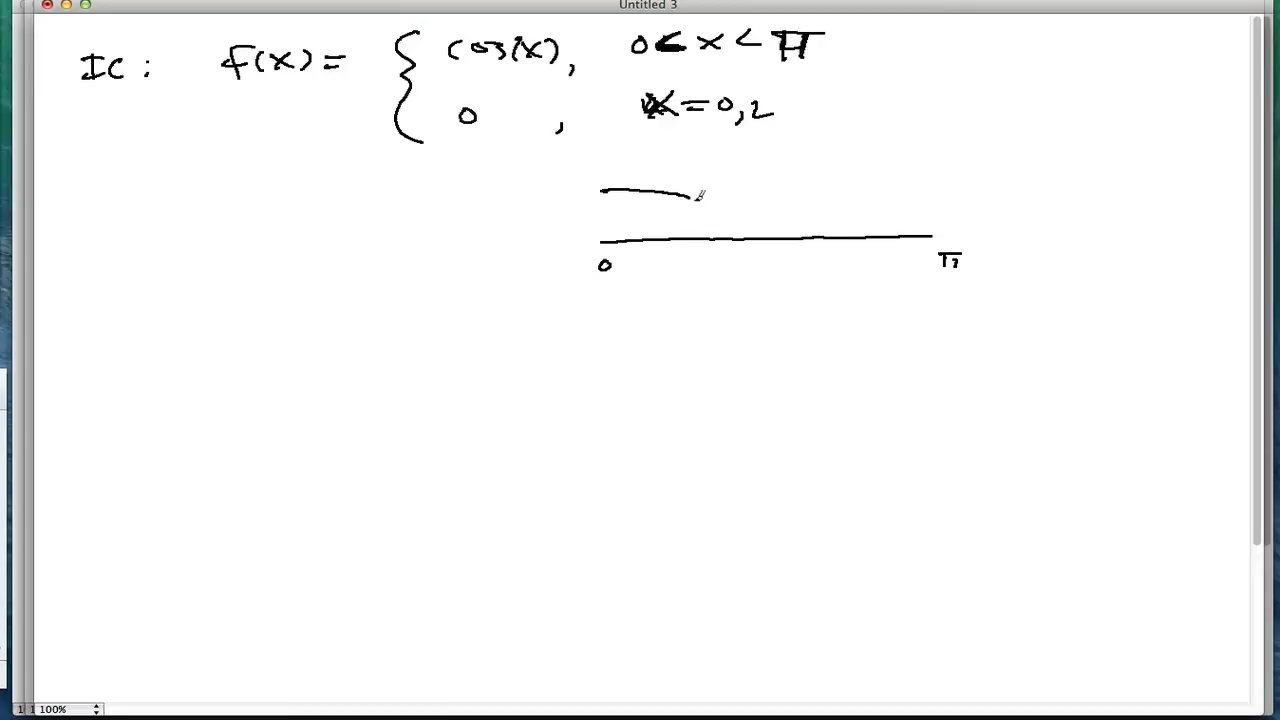 Untitled 3
IC : f(x) = { cos(x), 0 < x < π
0 , x = 0, 2
0 π
100%